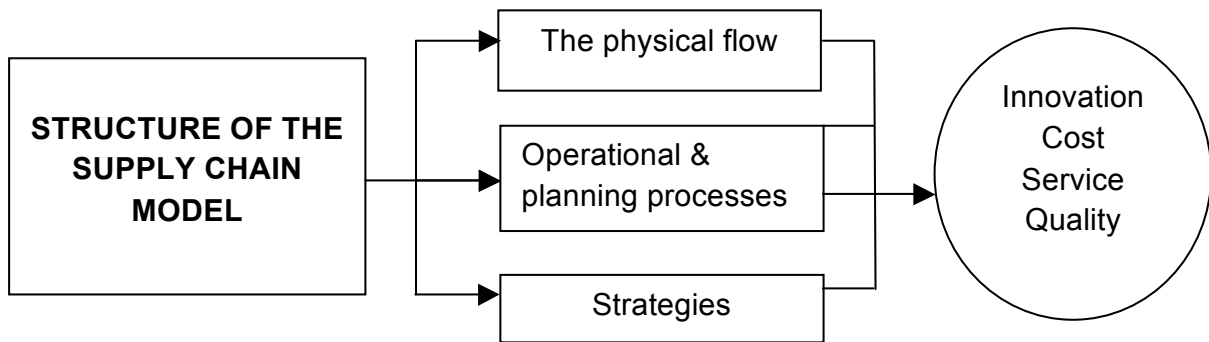 STRUCTURE OF THE
SUPPLY CHAIN
MODEL
The physical flow
Operational &
planning processes
Strategies
Innovation
Cost
Service
Quality